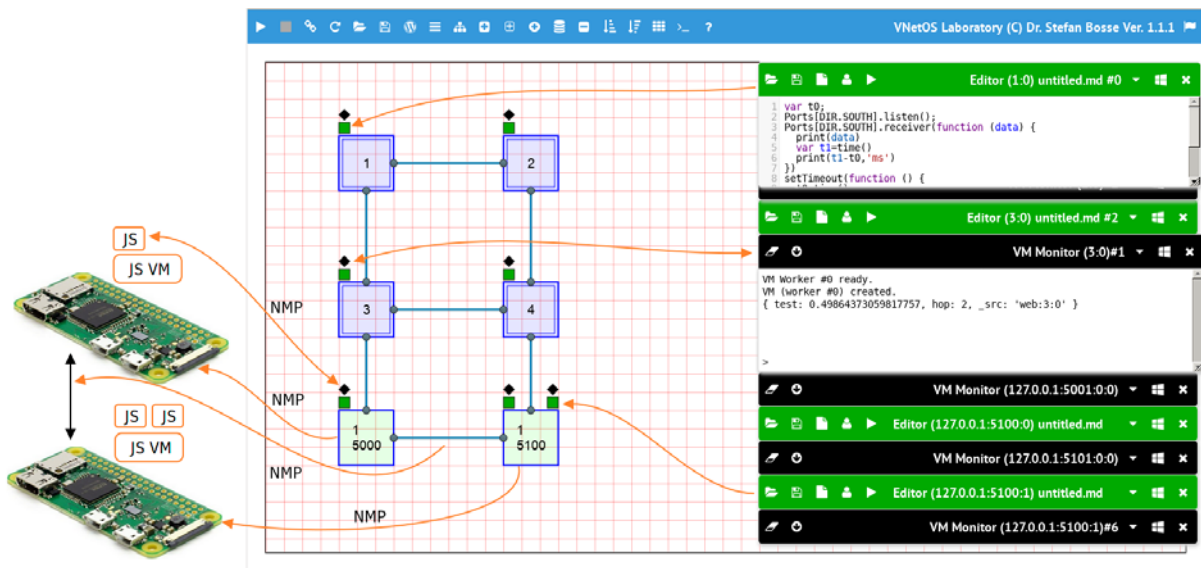 VNetOS Laboratory (C) Dr. Stefan Bosse Ver. 1.1.1
Editor (1:0) untitled.md #0
1 var t0;
2 Ports[DIR.SOUTH].listen();
3 Ports[DIR.SOUTH].receiver(function (data) {
4 print(data)
5 var t1=time()
6 print(t1-t0,'ms')
7 })
8 setTimeout(function () {
Editor (3:0) untitled.md #2
VM Monitor (3:0)#1
VM Worker #0 ready.
VM (worker #0) created.
{ test: 0.49864373059817757, hop: 2, _src: 'web:3:0' }
>
VM Monitor (127.0.0.1:5001:0:0)
Editor (127.0.0.1:5100:0) untitled.md
VM Monitor (127.0.0.1:5101:0:0)
Editor (127.0.0.1:5100:1) untitled.md
VM Monitor (127.0.0.1:5100:1)#6
1
2
3
4
1
5000
1
5100
JS
JS VM
JS JS
JS VM
NMP
NMP
NMP
NMP